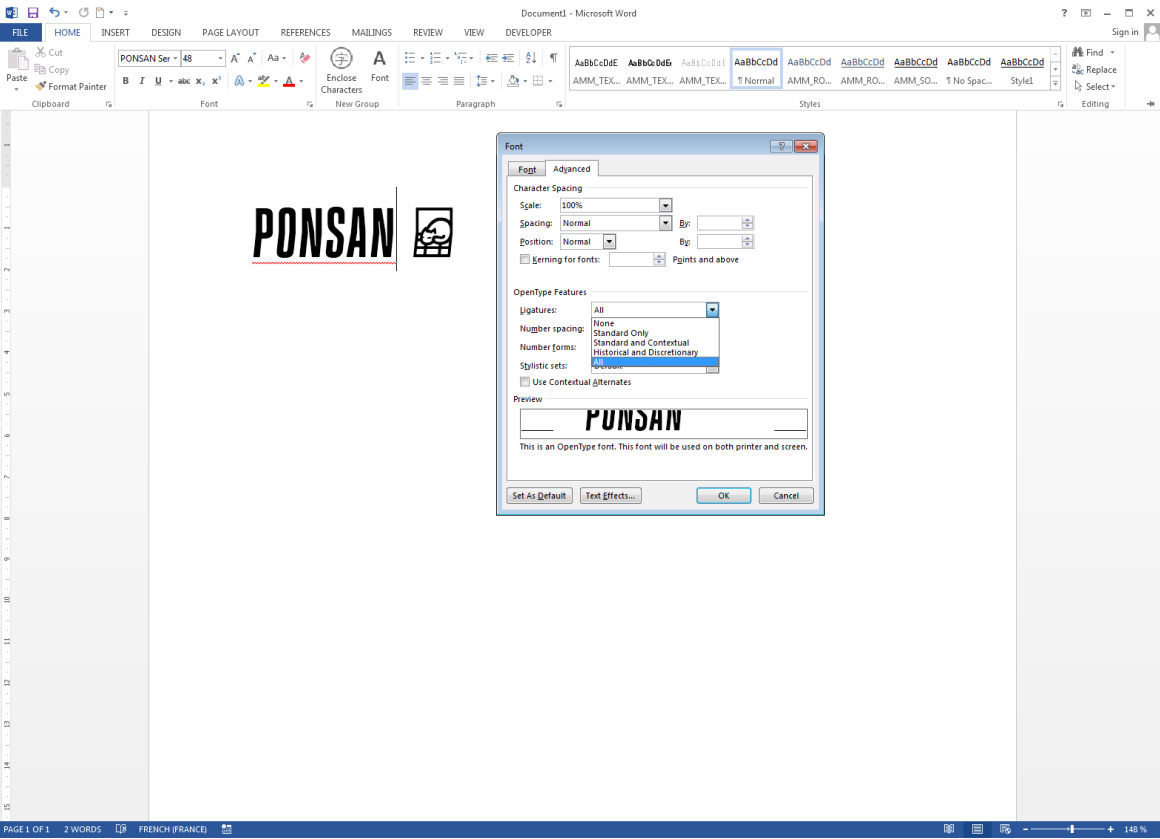 Document1 - Microsoft Word
FILE HOME INSERT DESIGN PAGE LAYOUT REFERENCES MAILINGS REVIEW VIEW DEVELOPER Sign in
Paste
Cut
Copy
Format Painter
Clipboard
PONSAN Ser 48
Aa
B I U abc x₂ x²
Font
字
Enclose Characters
A
Font
New Group
Paragraph
AaBbCcDdE AaBbCcDdE AaBbCcDdE AaBbCcDd AaBbCcDd AaBbCcDd AaBbCcDd AaBbCcDd AaBbCcDd
AMM_TEX... AMM_TEX... AMM_TEX... ¶ Normal AMM_RO... AMM_RO... AMM_SO... ¶ No Spac... Style1
Styles
Find
Replace
Select
Editing
PONSAN
Font
Font Advanced
Character Spacing
Scale: 100%
Spacing: Normal By:
Position: Normal By:
Kerning for fonts: Points and above
OpenType Features
Ligatures: All
None
Number spacing: Standard Only
Standard and Contextual
Number forms: Historical and Discretionary
All
Stylistic sets: Default
Use Contextual Alternates
Preview
PONSAN
This is an OpenType font. This font will be used on both printer and screen.
Set As Default Text Effects... OK Cancel
PAGE 1 OF 1 2 WORDS FRENCH (FRANCE) 148 %